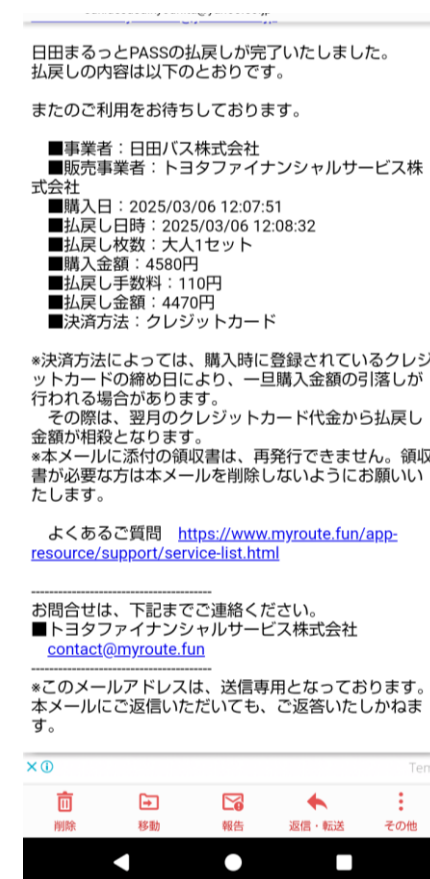 日田まるっとPASSの払戻しが完了いたしました。
払戻しの内容は以下のとおりです。
またのご利用をお待ちしております。
■事業者：日田バス株式会社
■販売事業者：トヨタファイナンシャルサービス株
式会社
■購入日：2025/03/06 12:07:51
■払戻し日時：2025/03/06 12:08:32
■払戻し枚数：大人1セット
■購入金額：4580円
■払戻し手数料：110円
■払戻し金額：4470円
■決済方法：クレジットカード
※決済方法によっては、購入時に登録されているクレジ
ットカードの締め日により、一旦購入金額の引落しが
行われる場合があります。
その際は、翌月のクレジットカード代金から払戻し
金額が相殺となります。
※本メールに添付の領収書は、再発行できません。領収
書が必要な方は本メールを削除しないようにお願いい
たします。
よくあるご質問 https://www.myroute.fun/app-
resource/support/service-list.html
----------------------------------------
お問合せは、下記までご連絡ください。
■トヨタファイナンシャルサービス株式会社
contact@myroute.fun
----------------------------------------
※このメールアドレスは、送信専用となっております。
本メールにご返信いただいても、ご返答いたしかねま
す。
Tem
削除 移動 報告 返信・転送 その他